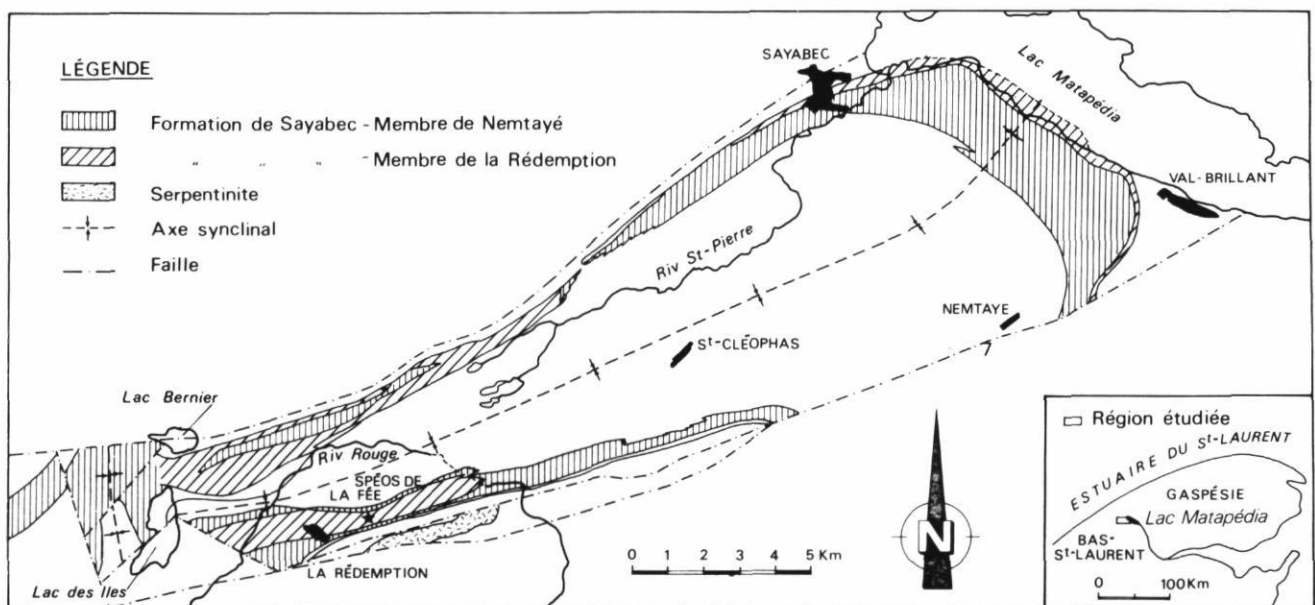 LÉGENDE
Formation de Sayabec - Membre de Nemtayé
" " " - Membre de la Rédemption
Serpentinite
Axe synclinal
Faille
SAYABEC
Lac Matapédia
VAL-BRILLANT
Riv St-Pierre
NEMTAYE
St-CLÉOPHAS
Lac Bernier
Riv Rouge
SPÉOS DE
LA FÉE
LA RÉDEMPTION
Lac des Iles
0 1 2 3 4 5 Km
N
Région étudiée
ESTUAIRE DU St-LAURENT
GASPÉSIE
Lac Matapédia
BAS-
St-LAURENT
0 100Km